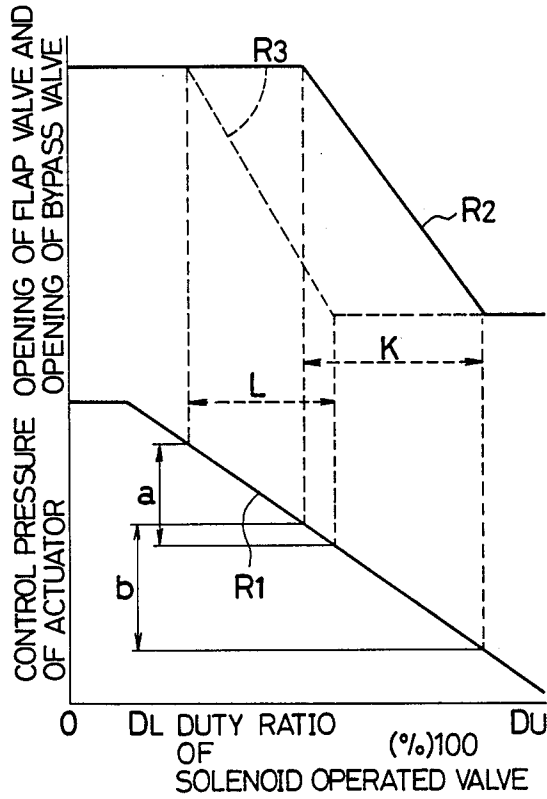 OPENING OF FLAP VALVE AND
OPENING OF BYPASS VALVE
R3
R2
K
L
CONTROL PRESSURE
OF ACTUATOR
a
b
R1
0
DL
DUTY RATIO
DU
OF
(%)100
SOLENOID OPERATED VALVE